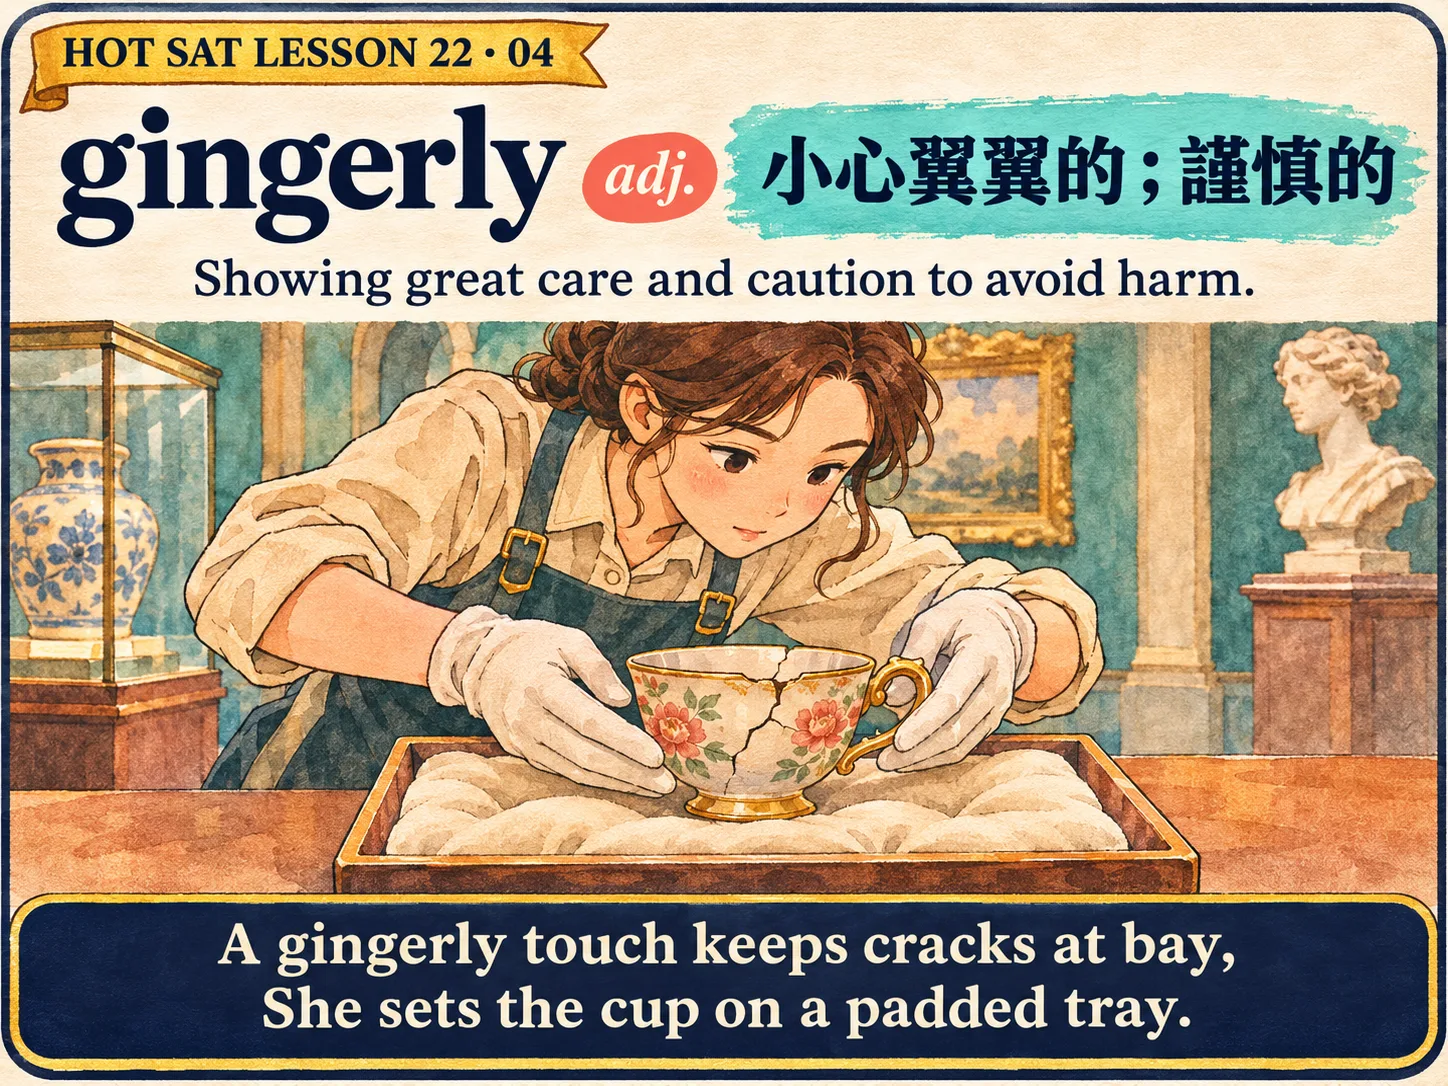 HOT SAT LESSON 22 • 04
gingerly adj. 小心翼翼的；謹慎的
Showing great care and caution to avoid harm.
A gingerly touch keeps cracks at bay,
She sets the cup on a padded tray.